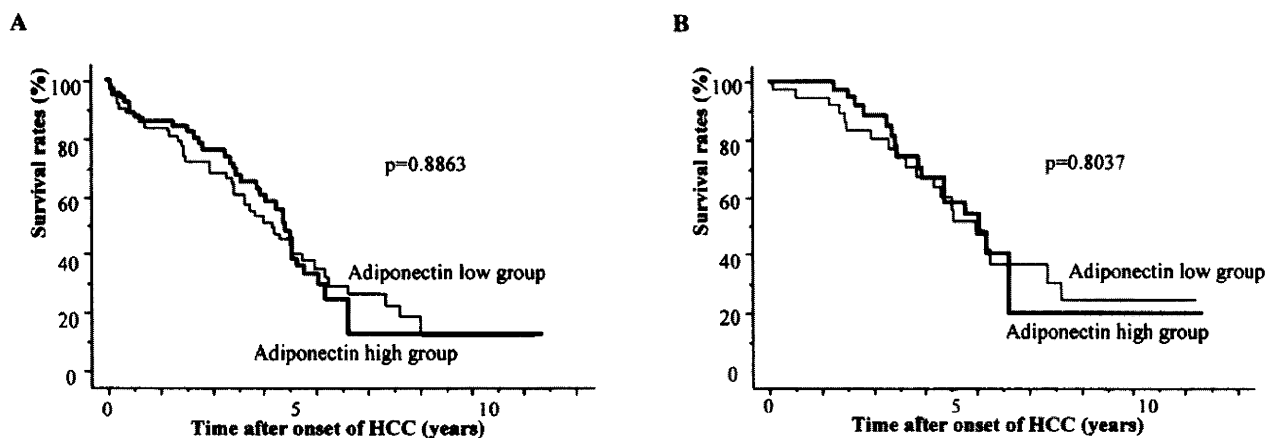 A
Survival rates (%)
100
80
60
40
20
0
p=0.8863
Adiponectin low group
Adiponectin high group
0 5 10
Time after onset of HCC (years)
B
Survival rates (%)
100
80
60
40
20
0
p=0.8037
Adiponectin low group
Adiponectin high group
0 5 10
Time after onset of HCC (years)